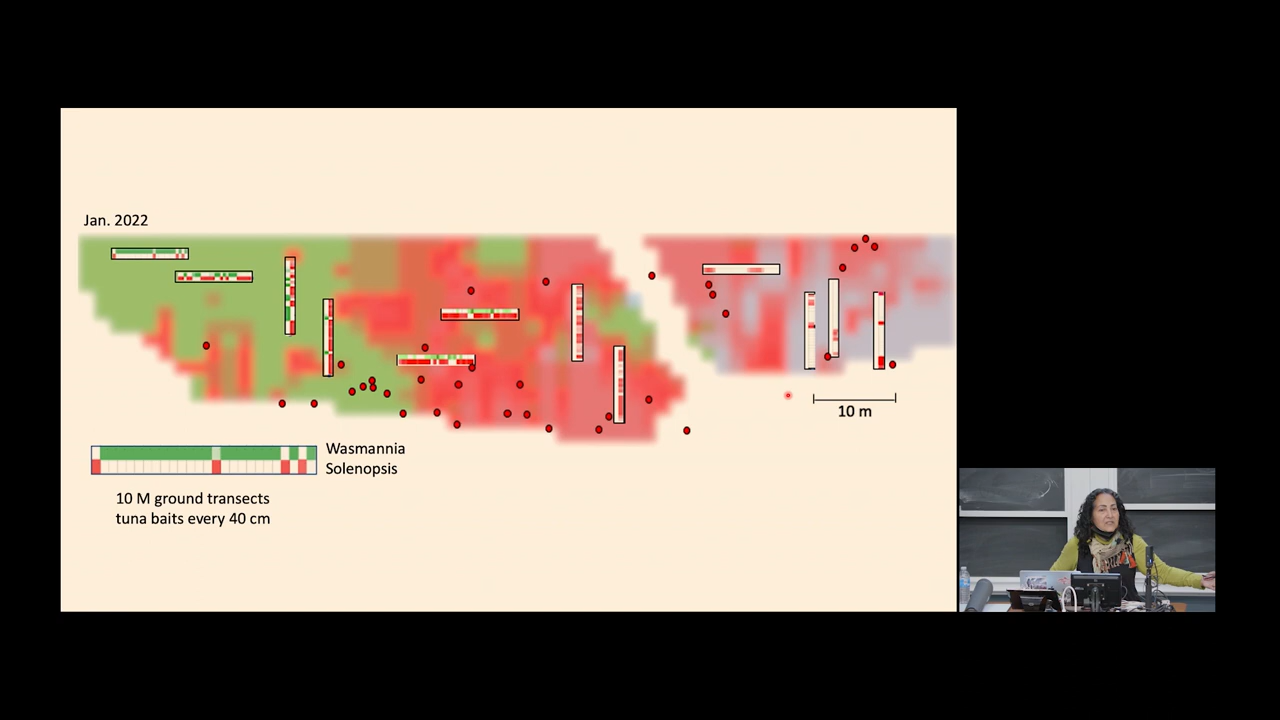 Jan. 2022
10 m
Wasmannia
Solenopsis
10 M ground transects
tuna baits every 40 cm